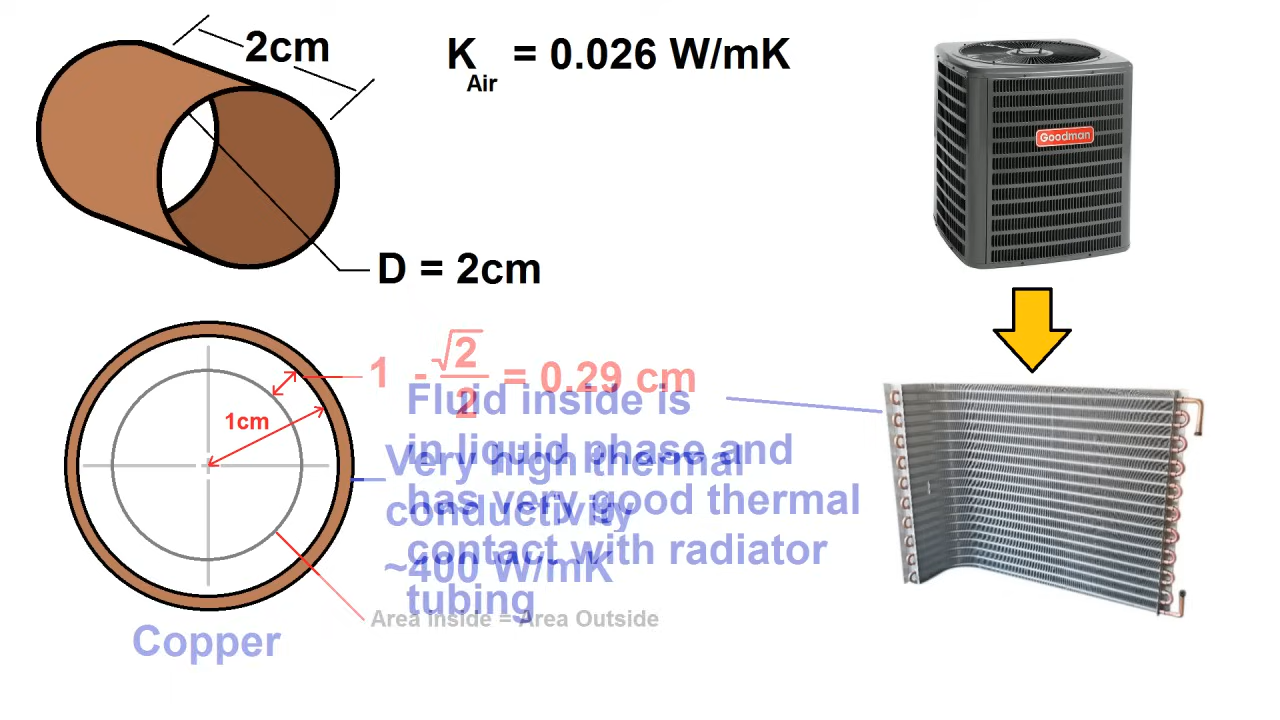 2cm
K Air = 0.026 W/mK
Goodman
D = 2cm
1 - √2/2 = 0.29 cm
1cm
Fluid inside is
in liquid phase and
has very good thermal
contact with radiator
tubing
Very high thermal
conductivity
~400 W/mK
Area Inside = Area Outside
Copper